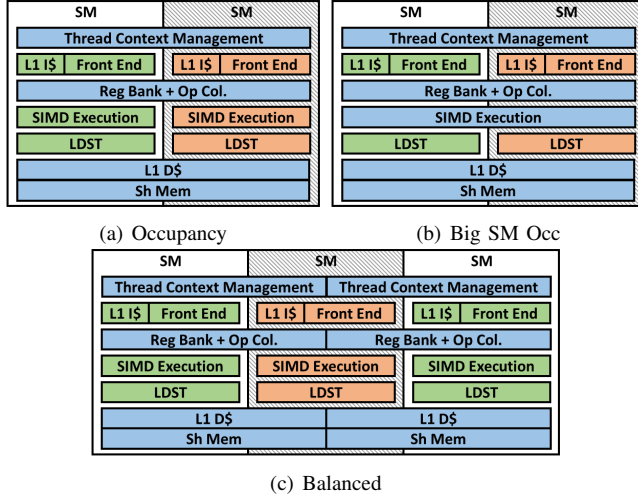 SM SM
Thread Context Management
L1 I$ Front End L1 I$ Front End
Reg Bank + Op Col.
SIMD Execution SIMD Execution
LDST LDST
L1 D$
Sh Mem
(a) Occupancy
SM SM
Thread Context Management
L1 I$ Front End L1 I$ Front End
Reg Bank + Op Col.
SIMD Execution
LDST LDST
L1 D$
Sh Mem
(b) Big SM Occ
SM SM SM
Thread Context Management Thread Context Management
L1 I$ Front End L1 I$ Front End L1 I$ Front End
Reg Bank + Op Col. Reg Bank + Op Col.
SIMD Execution SIMD Execution SIMD Execution
LDST LDST LDST
L1 D$ L1 D$
Sh Mem Sh Mem
(c) Balanced